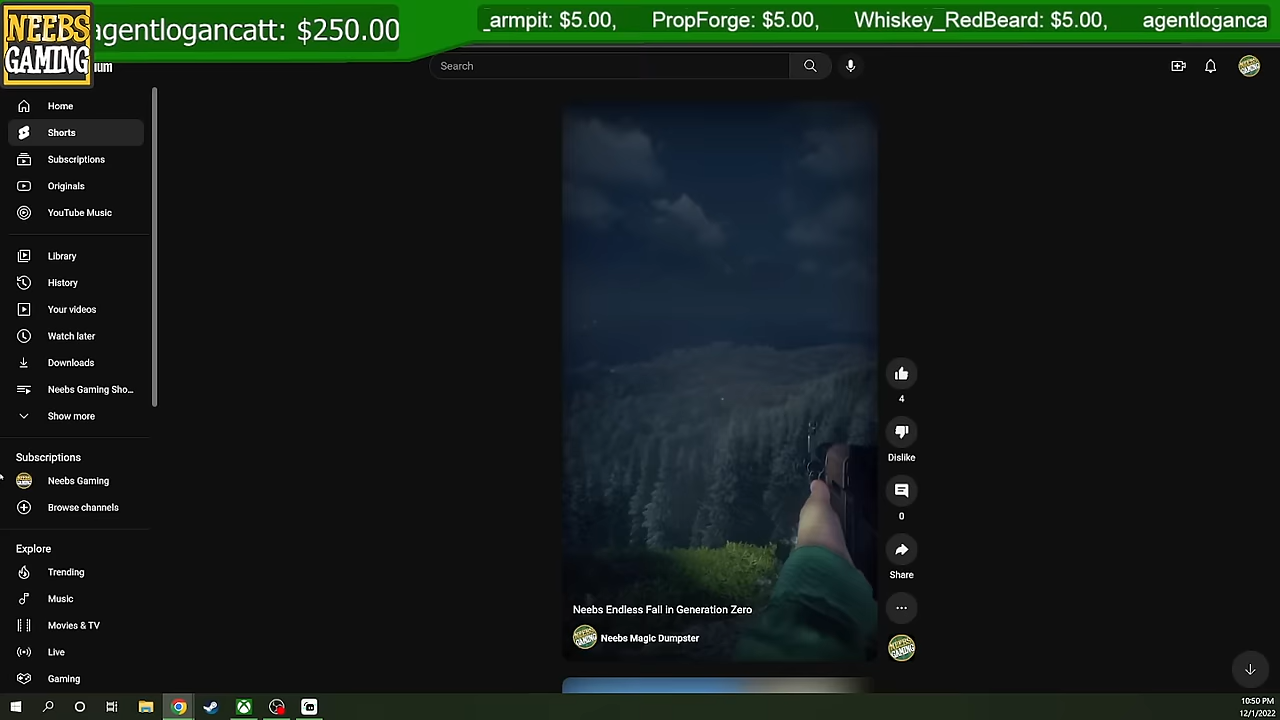 NEEBS
GAMING
agentlogancatt: $250.00
_armpit: $5.00, PropForge: $5.00, Whiskey_RedBeard: $5.00, agentloganca
ium
Search
Home
Shorts
Subscriptions
Originals
YouTube Music
Library
History
Your videos
Watch later
Downloads
Neebs Gaming Sho...
Show more
Subscriptions
Neebs Gaming
Browse channels
Explore
Trending
Music
Movies & TV
Live
Gaming
4
Dislike
0
Share
Neebs Endless Fall in Generation Zero
Neebs Magic Dumpster
10:50 PM
12/1/2022